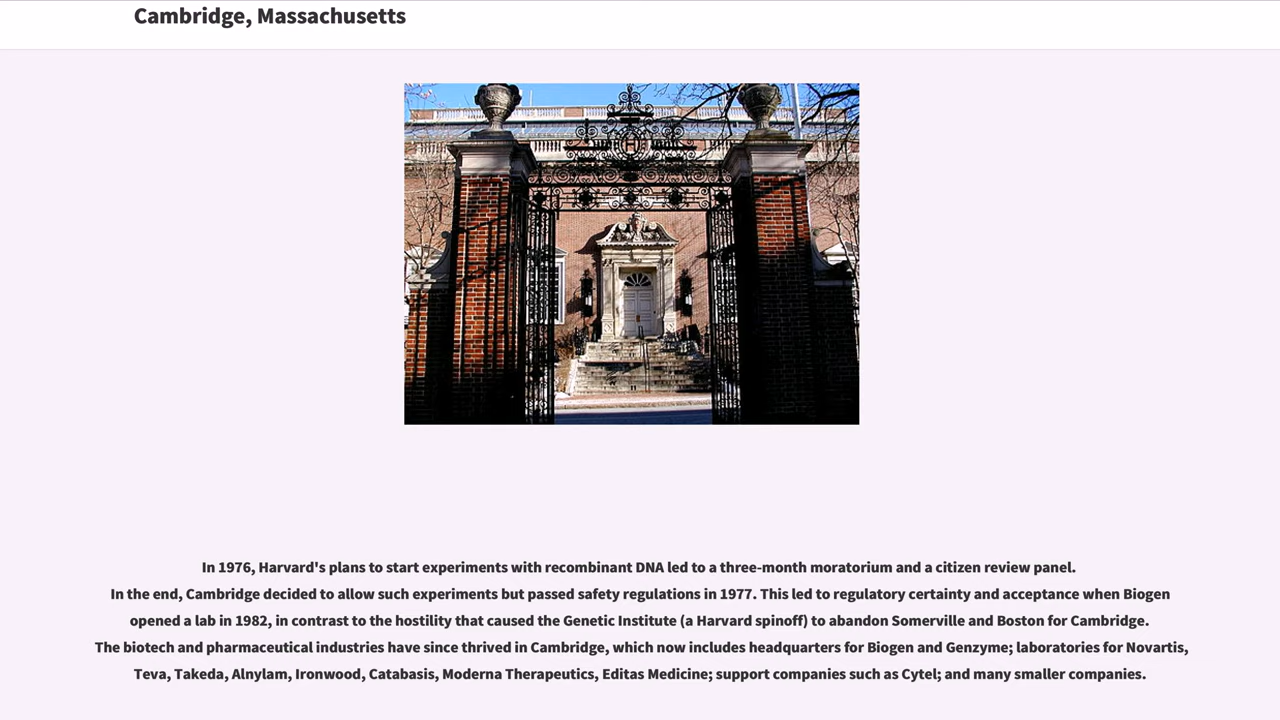 Cambridge, Massachusetts
In 1976, Harvard's plans to start experiments with recombinant DNA led to a three-month moratorium and a citizen review panel.
In the end, Cambridge decided to allow such experiments but passed safety regulations in 1977. This led to regulatory certainty and acceptance when Biogen
opened a lab in 1982, in contrast to the hostility that caused the Genetic Institute (a Harvard spinoff) to abandon Somerville and Boston for Cambridge.
The biotech and pharmaceutical industries have since thrived in Cambridge, which now includes headquarters for Biogen and Genzyme; laboratories for Novartis,
Teva, Takeda, Alnylam, Ironwood, Catabasis, Moderna Therapeutics, Editas Medicine; support companies such as Cytel; and many smaller companies.